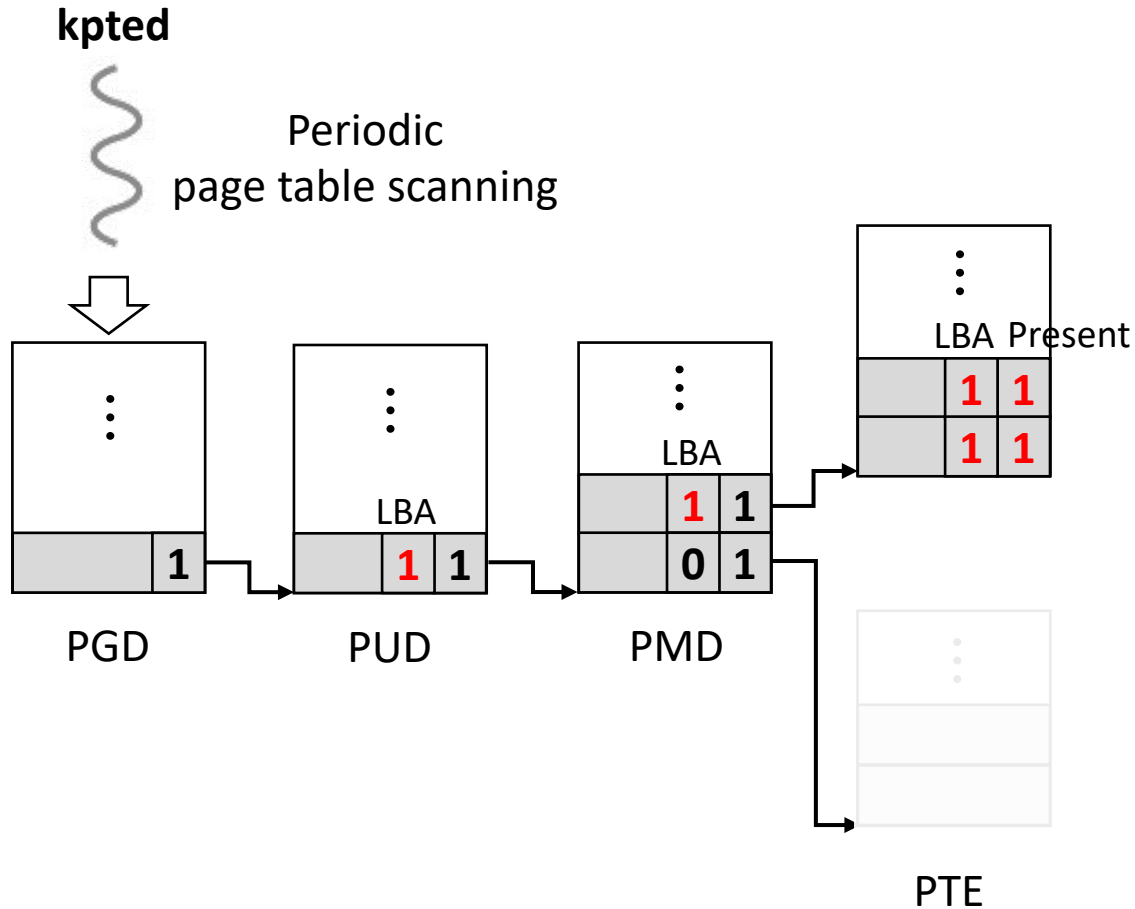 kpted
Periodic
page table scanning
LBA Present
1 1
1 1
LBA
1 1
0 1
LBA
1 1
1
PGD
PUD
PMD
PTE